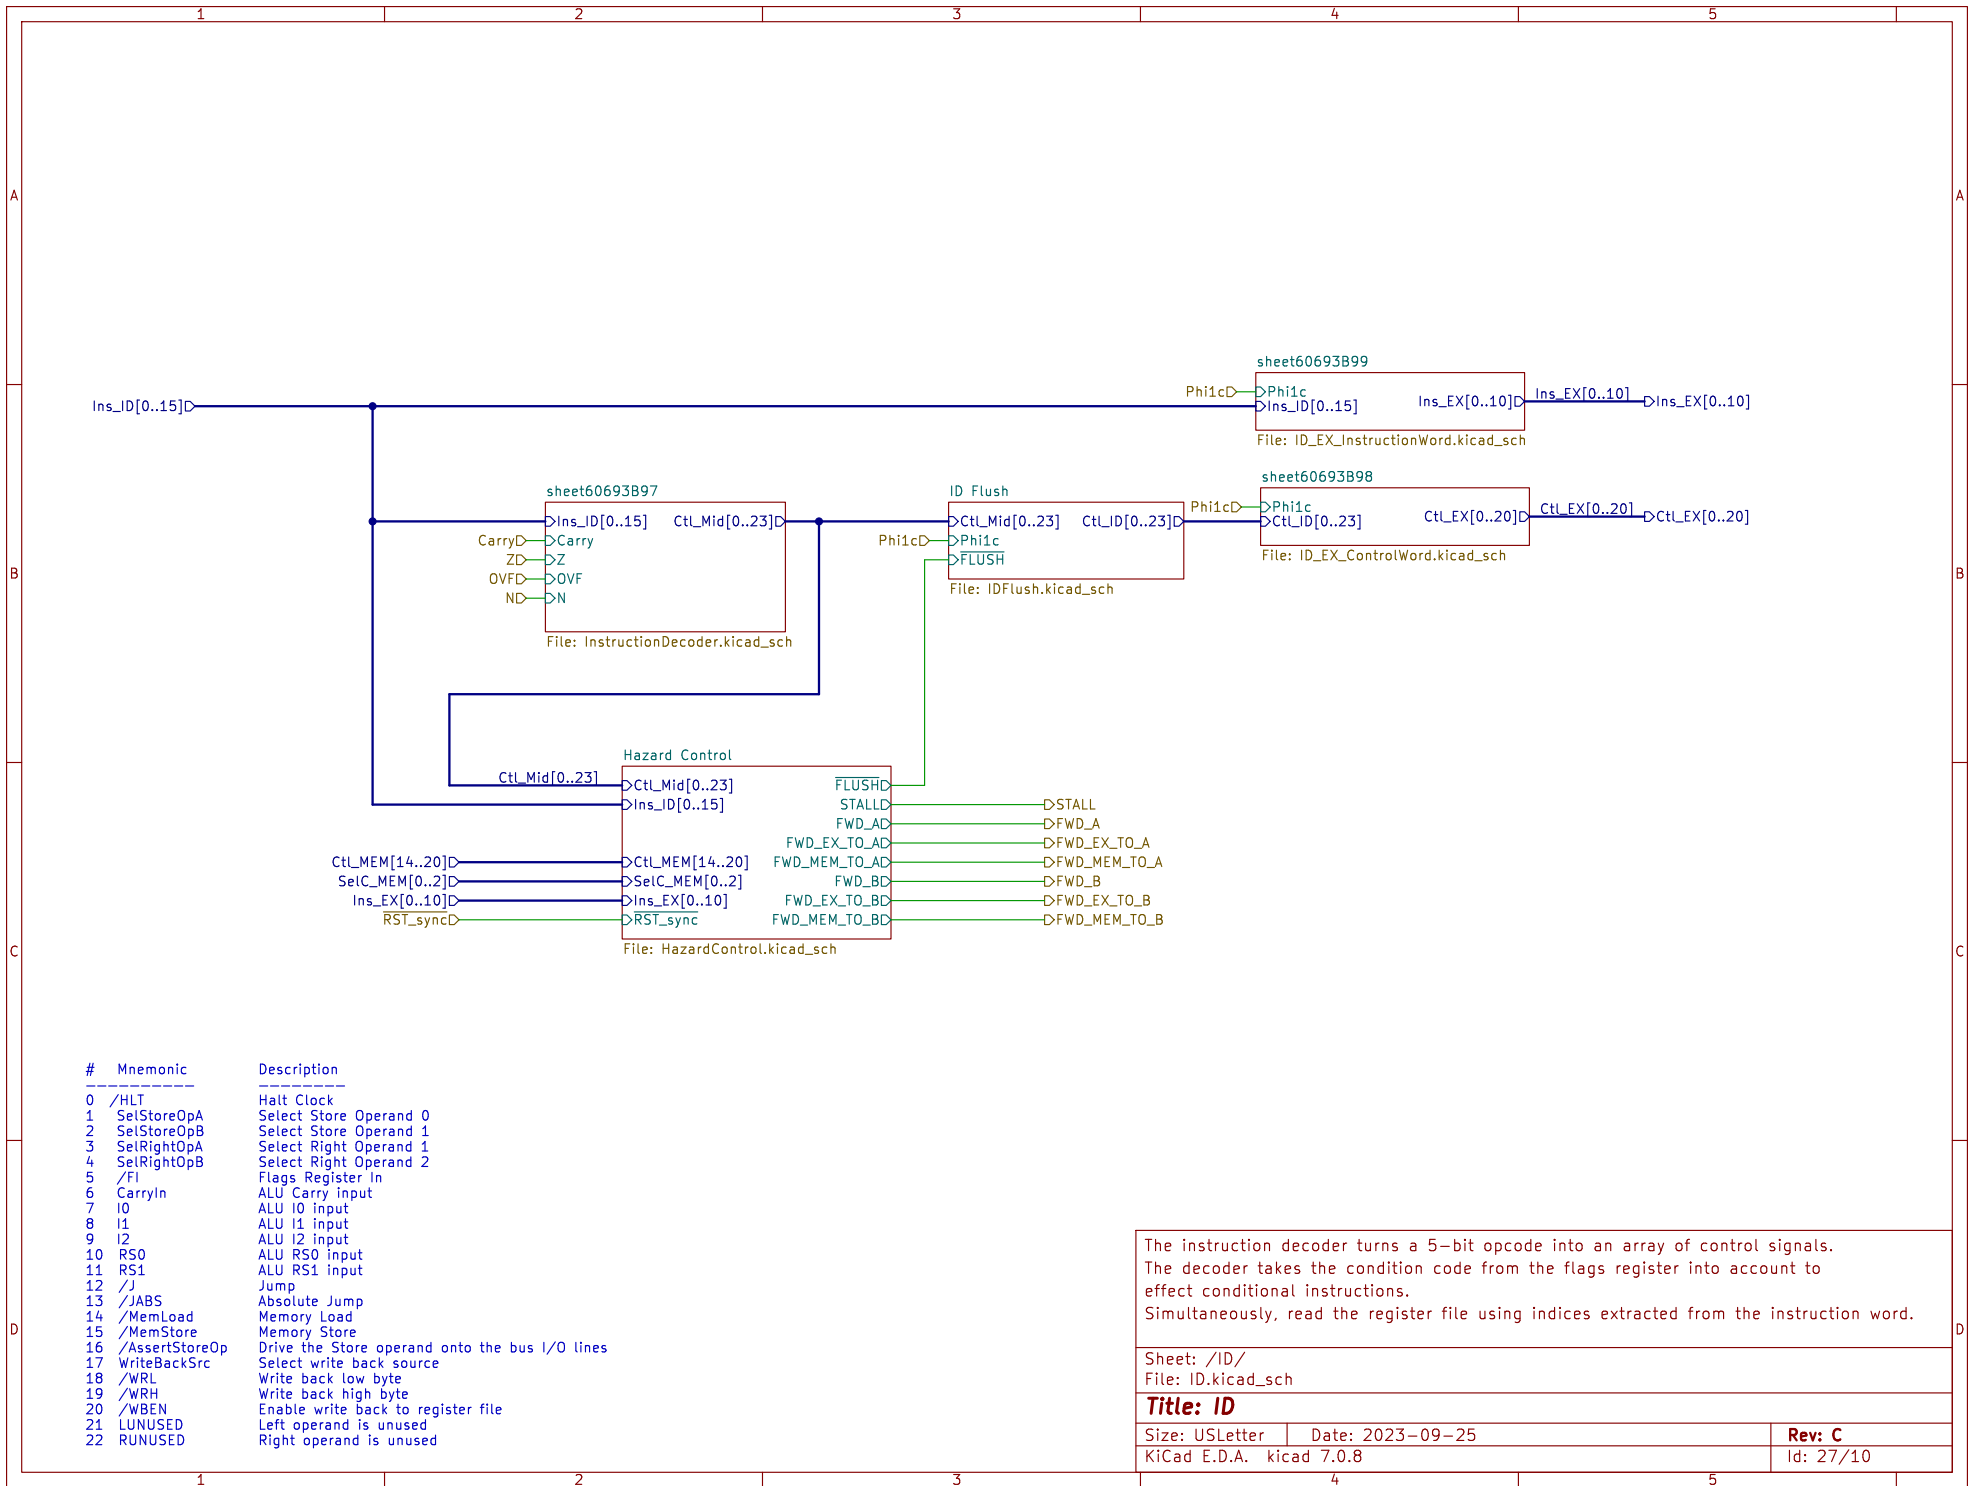 1 2 3 4 5
A A
sheet60693B99
Phi1c Phi1c
Ins_ID[0..15] Ins_ID[0..15] Ins_EX[0..10] Ins_EX[0..10] Ins_EX[0..10]
File: ID_EX_InstructionWord.kicad_sch
sheet60693B98
Phi1c Phi1c
Ctl_ID[0..23] Ctl_EX[0..20] Ctl_EX[0..20] Ctl_EX[0..20]
File: ID_EX_ControlWord.kicad_sch
sheet60693B97
Ins_ID[0..15] Ctl_Mid[0..23]
Carry Carry
Z Z
OVF OVF
N N
File: InstructionDecoder.kicad_sch
ID Flush
Ctl_Mid[0..23] Ctl_ID[0..23]
Phi1c Phi1c
FLUSH
File: IDFlush.kicad_sch
B B
Hazard Control
Ctl_Mid[0..23] Ctl_Mid[0..23] FLUSH
Ins_ID[0..15] STALL STALL
FWD_A FWD_A
FWD_EX_TO_A FWD_EX_TO_A
Ctl_MEM[14..20] Ctl_MEM[14..20] FWD_MEM_TO_A FWD_MEM_TO_A
SelC_MEM[0..2] SelC_MEM[0..2] FWD_B FWD_B
Ins_EX[0..10] Ins_EX[0..10] FWD_EX_TO_B FWD_EX_TO_B
RST_sync RST_sync FWD_MEM_TO_B FWD_MEM_TO_B
File: HazardControl.kicad_sch
C C
# Mnemonic Description
---------- --------
0 /HLT Halt Clock
1 SelStoreOpA Select Store Operand 0
2 SelStoreOpB Select Store Operand 1
3 SelRightOpA Select Right Operand 1
4 SelRightOpB Select Right Operand 2
5 /FI Flags Register In
6 CarryIn ALU Carry input
7 I0 ALU I0 input
8 I1 ALU I1 input
9 I2 ALU I2 input
10 RS0 ALU RS0 input
11 RS1 ALU RS1 input
12 /J Jump
13 /JABS Absolute Jump
14 /MemLoad Memory Load
15 /MemStore Memory Store
16 /AssertStoreOp Drive the Store operand onto the bus I/O lines
17 WriteBackSrc Select write back source
18 /WRL Write back low byte
19 /WRH Write back high byte
20 /WBEN Enable write back to register file
21 LUNUSED Left operand is unused
22 RUNUSED Right operand is unused
D D
The instruction decoder turns a 5-bit opcode into an array of control signals.
The decoder takes the condition code from the flags register into account to
effect conditional instructions.
Simultaneously, read the register file using indices extracted from the instruction word.
Sheet: /ID/
File: ID.kicad_sch
Title: ID
Size: USLetter Date: 2023-09-25 Rev: C
KiCad E.D.A. kicad 7.0.8 Id: 27/10
1 2 3 4 5